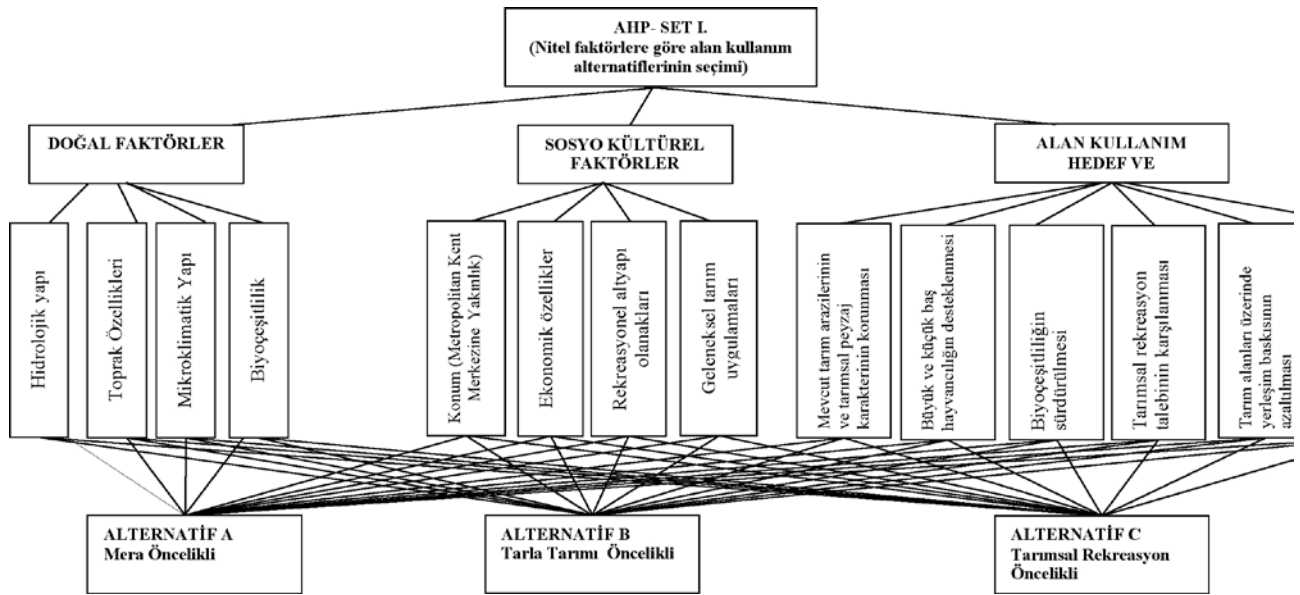 AHP- SET I.
(Nitel faktörlere göre alan kullanım
alternatiflerinin seçimi)
DOĞAL FAKTÖRLER
SOSYO KÜLTÜREL
FAKTÖRLER
ALAN KULLANIM
HEDEF VE
Hidrolojik yapı
Toprak Özellikleri
Mikroklimatik Yapı
Biyoçeşitlilik
Konum (Metropolitan Kent
Merkezine Yakınlık)
Ekonomik özellikler
Rekreasyonel altyapı
olanakları
Geleneksel tarım
uygulamaları
Mevcut tarım arazilerinin
ve tarımsal peyzaj
karakterinin korunması
Büyük ve küçük baş
hayvancılığın desteklenmesi
Biyoçeşitliliğin
sürdürülmesi
Tarımsal rekreasyon
talebinin karşılanması
Tarım alanları üzerinde
yerleşim baskısının
azaltılması
ALTERNATİF A
Mera Öncelikli
ALTERNATİF B
Tarla Tarımı Öncelikli
ALTERNATİF C
Tarımsal Rekreasyon
Öncelikli